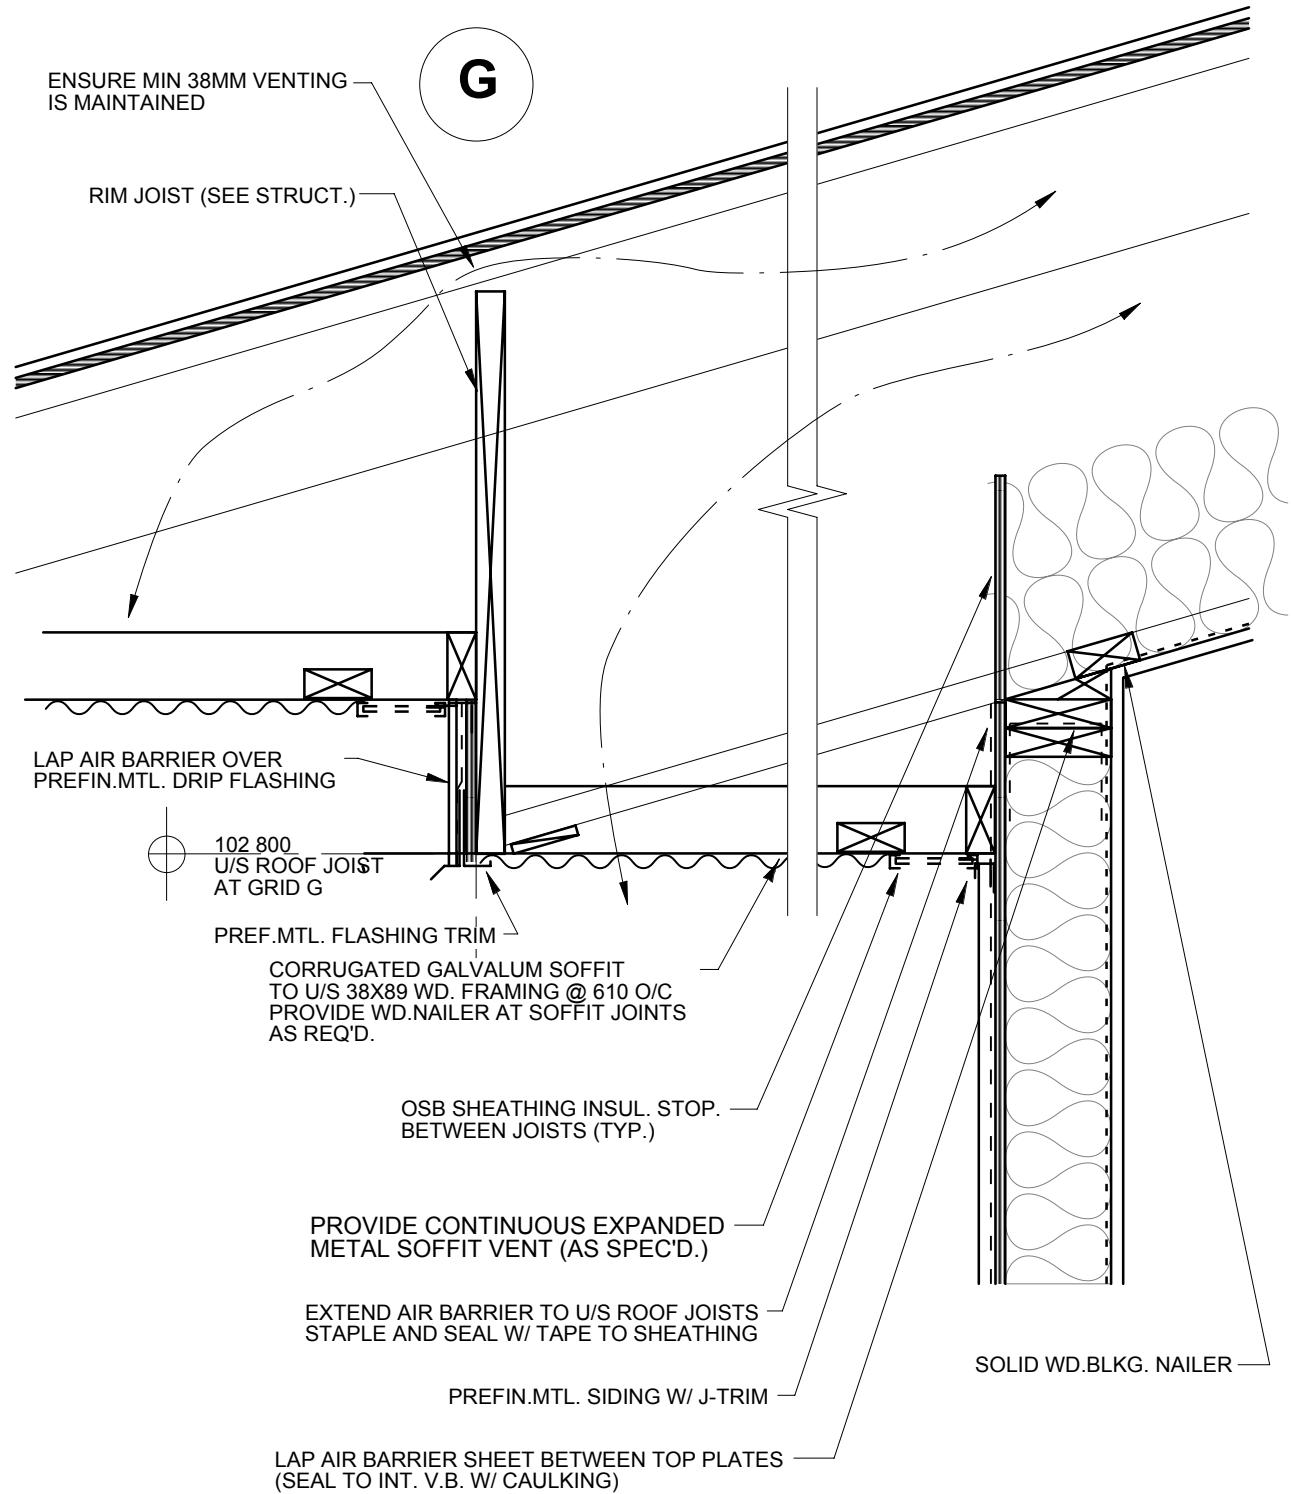 G
ENSURE MIN 38MM VENTING
IS MAINTAINED
RIM JOIST (SEE STRUCT.)
LAP AIR BARRIER OVER
PREFIN.MTL. DRIP FLASHING
102 800
U/S ROOF JOIST
AT GRID G
PREF.MTL. FLASHING TRIM
CORRUGATED GALVALUM SOFFIT
TO U/S 38X89 WD. FRAMING @ 610 O/C
PROVIDE WD.NAILER AT SOFFIT JOINTS
AS REQ'D.
OSB SHEATHING INSUL. STOP.
BETWEEN JOISTS (TYP.)
PROVIDE CONTINUOUS EXPANDED
METAL SOFFIT VENT (AS SPEC'D.)
EXTEND AIR BARRIER TO U/S ROOF JOISTS
STAPLE AND SEAL W/ TAPE TO SHEATHING
SOLID WD.BLKG. NAILER
PREFIN.MTL. SIDING W/ J-TRIM
LAP AIR BARRIER SHEET BETWEEN TOP PLATES
(SEAL TO INT. V.B. W/ CAULKING)